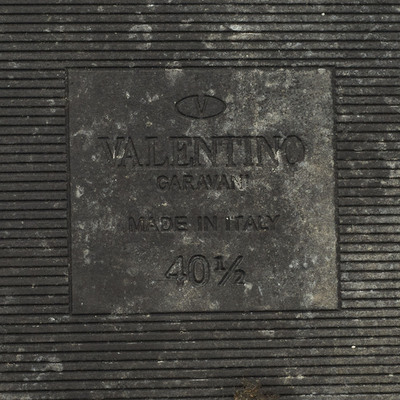 V
VALENTINO
GARAVANI
MADE IN ITALY
40½